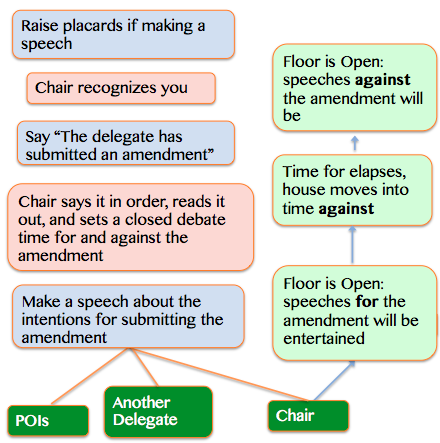 Raise placards if making a
speech
Chair recognizes you
Say “The delegate has
submitted an amendment”
Chair says it in order, reads it
out, and sets a closed debate
time for and against the
amendment
Make a speech about the
intentions for submitting the
amendment
POIs
Another
Delegate
Chair
Floor is Open:
speeches for the
amendment will be
entertained
Time for elapses,
house moves into
time against
Floor is Open:
speeches against
the amendment will
be